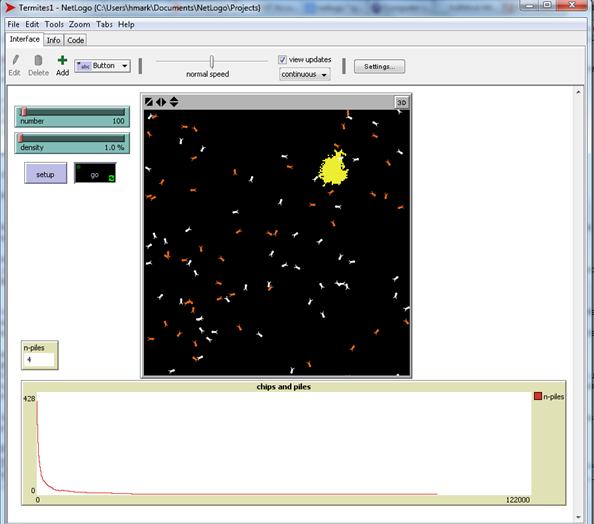 Termites1 - NetLogo {C:\Users\hmark\Documents\NetLogo\Projects}
File Edit Tools Zoom Tabs Help
Interface Info Code
Edit Delete Add abc Button normal speed view updates continuous Settings...
3D
number 100
density 1.0 %
setup go
n-piles
4
chips and piles
428
n-piles
0
0 122000